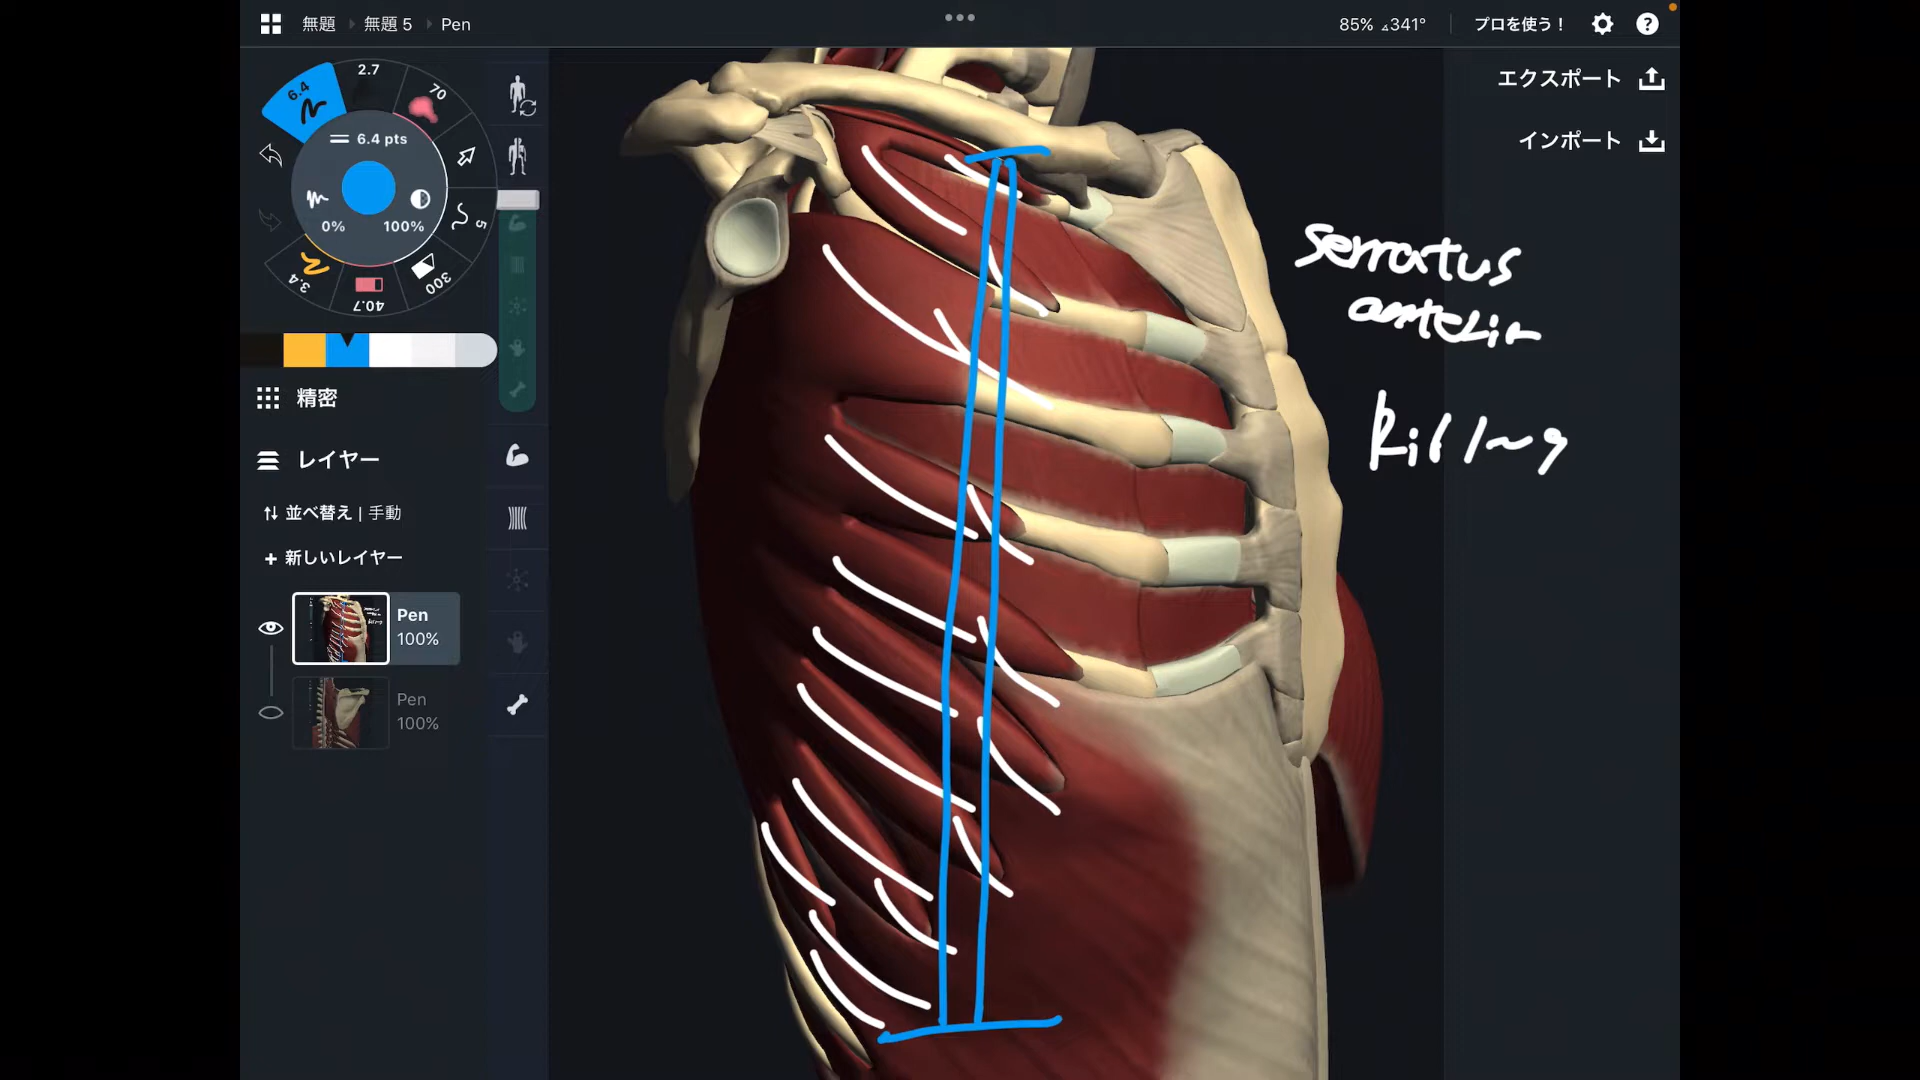 無題 無題 5 Pen
85% ⊿341° プロを使う！
エクスポート
インポート
2.7
6.4
70
6.4 pts
0% 100%
5
300
40.7
3.4
精密
レイヤー
並べ替え | 手動
+ 新しいレイヤー
Pen
100%
Pen
100%
serratus